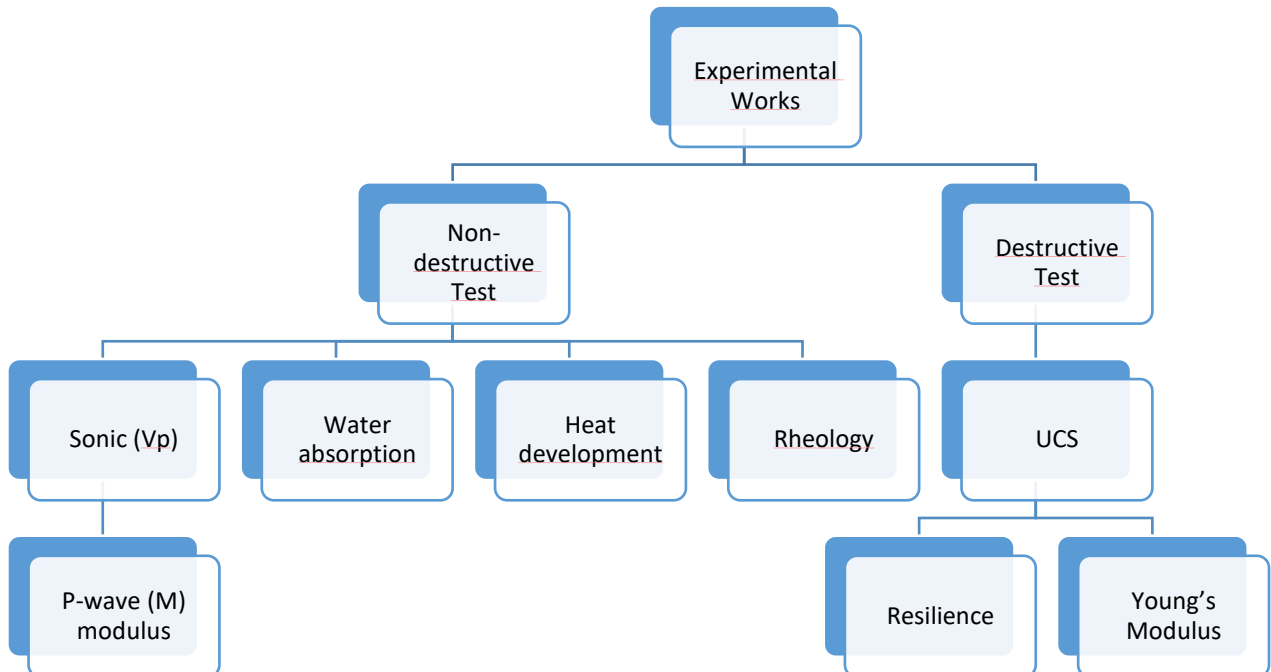 Experimental
Works
Non-
destructive
Test
Destructive
Test
Sonic (Vp)
Water
absorption
Heat
development
Rheology
UCS
P-wave (M)
modulus
Resilience
Young’s
Modulus